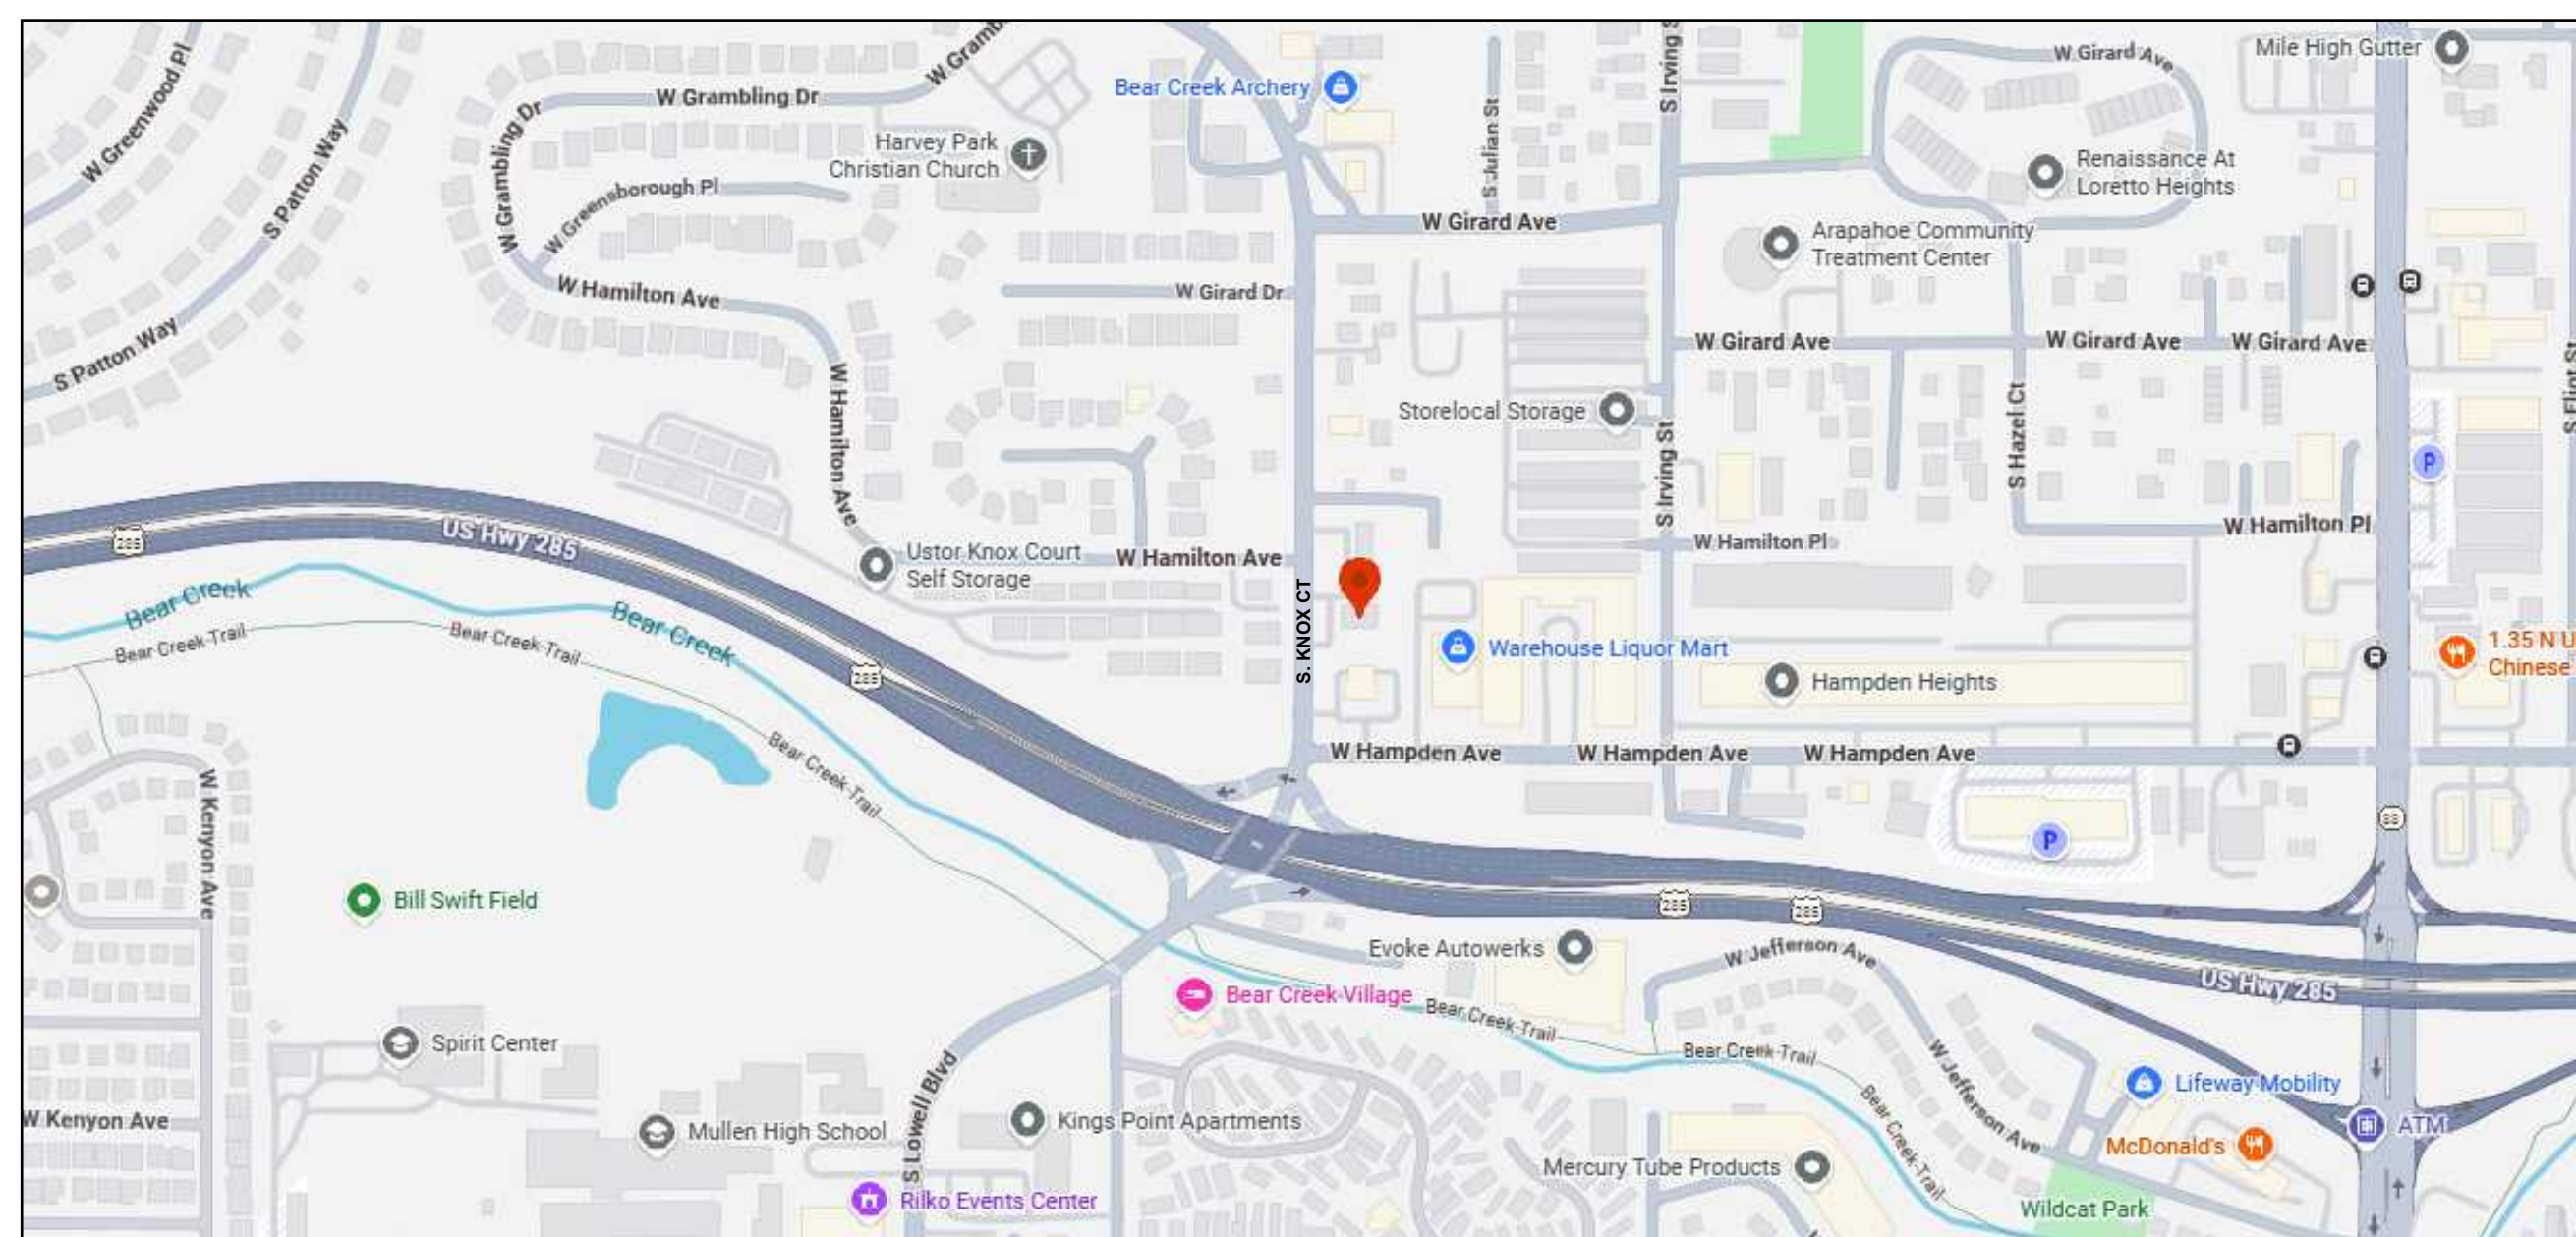 W Greenwood Pl
S Patton Way
S Patton Way
W Grambling Dr
W Grambling Dr
W Greensborough Pl
Harvey Park
Christian Church
Bear Creek Archery
S Julian St
S Irving
W Girard Ave
Mile High Gutter
Renaissance At
Loretto Heights
W Girard Ave
Arapahoe Community
Treatment Center
W Hamilton Ave
W Girard Dr
W Girard Ave
W Girard Ave
W Girard Ave
W Hamilton Ave
Storelocal Storage
S Irving St
S Hazel Ct
P
US Hwy 285
285
Ustor Knox Court
Self Storage
W Hamilton Ave
W Hamilton Pl
W Hamilton Pl
S. KNOX CT
Bear Creek
Bear Creek
Bear Creek Trail
Bear Creek Trail
285
Warehouse Liquor Mart
Hampden Heights
1.35 N U
Chinese
Bear Creek Trail
W Hampden Ave
W Hampden Ave
W Hampden Ave
W Kenyon Ave
P
88
Bill Swift Field
285
285
Evoke Autowerks
W Jefferson Ave
US Hwy 285
Bear Creek Village
Bear Creek Trail
Spirit Center
Bear Creek Trail
W Jefferson Ave
Lifeway Mobility
S Lowell Blvd
W Kenyon Ave
Mullen High School
Kings Point Apartments
Bear Creek Trail
McDonald's
ATM
Mercury Tube Products
Rilko Events Center
Wildcat Park